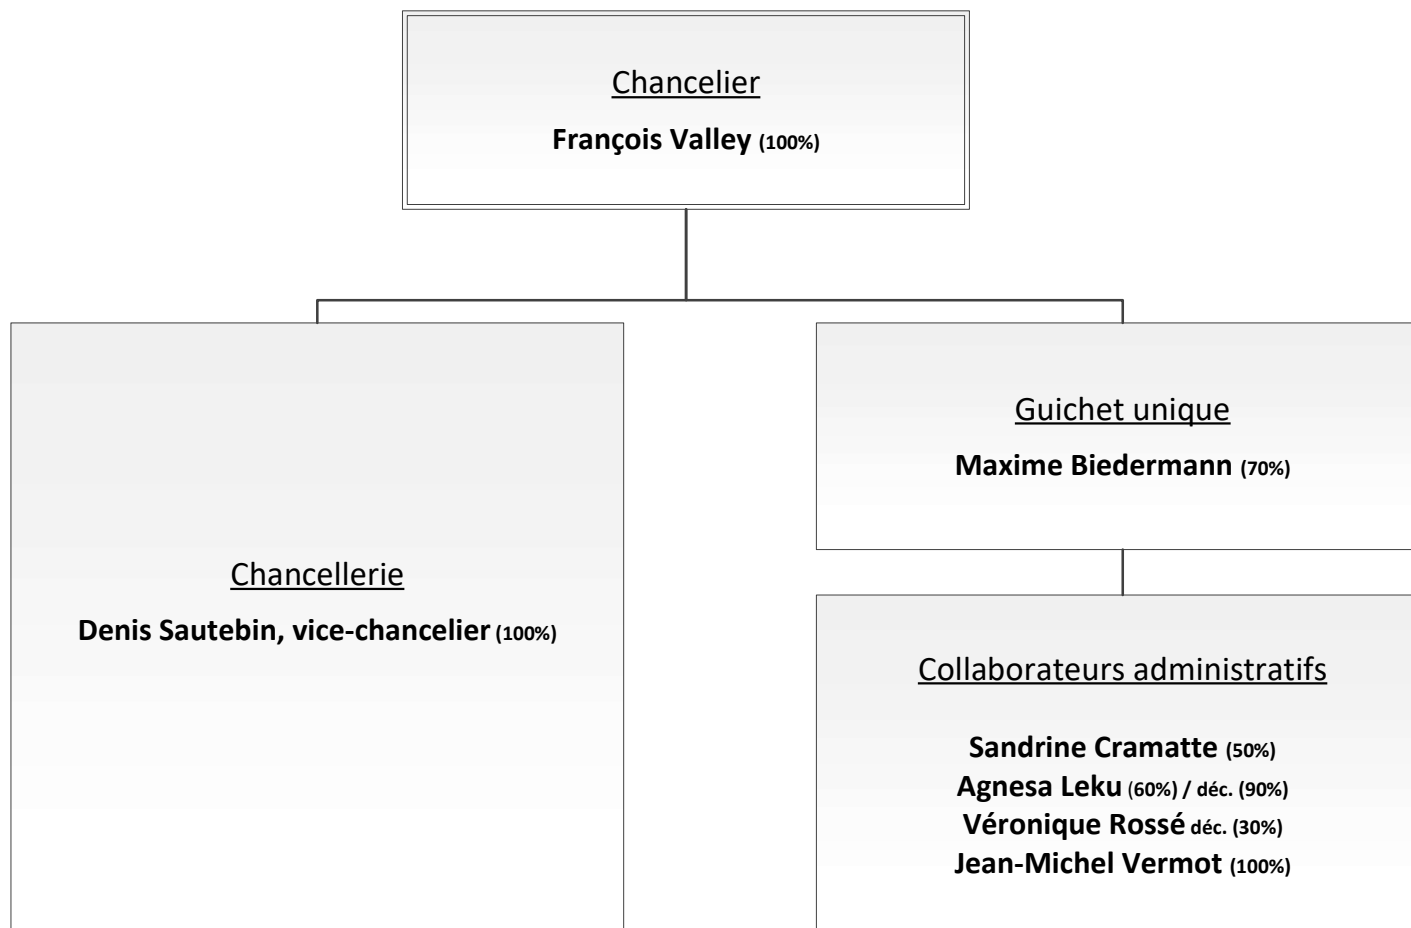 Chancelier
François Valley (100%)
Chancellerie
Denis Sautebin, vice-chancelier (100%)
Guichet unique
Maxime Biedermann (70%)
Collaborateurs administratifs
Sandrine Cramatte (50%)
Agnesa Leku (60%) / déc. (90%)
Véronique Rossé déc. (30%)
Jean-Michel Vermot (100%)